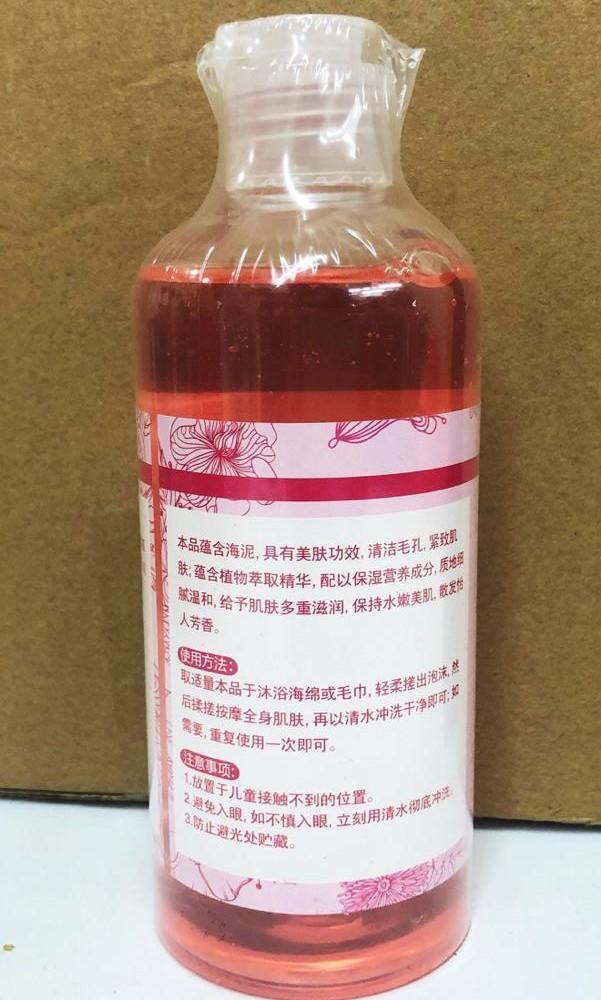 本品蕴含海泥, 具有美肤功效, 清洁毛孔, 紧致肌
肤; 蕴含植物萃取精华, 配以保湿营养成分, 质地细
腻温和, 给予肌肤多重滋润, 保持水嫩美肌, 散发怡
人芳香。
使用方法:
取适量本品于沐浴海绵或毛巾, 轻柔搓出泡沫, 然
后揉搓按摩全身肌肤, 再以清水冲洗干净即可; 如
需要, 重复使用一次即可。
注意事项:
1.放置于儿童接触不到的位置。
2.避免入眼, 如不慎入眼, 立刻用清水彻底冲洗。
3.防止避光处贮藏。